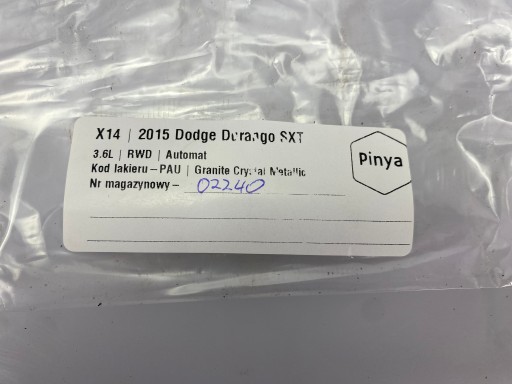 X14 | 2015 Dodge Durango SXT
3.6L | RWD | Automat
Kod lakieru – PAU | Granite Crystal Metallic
Nr magazynowy – 02240
Pinya